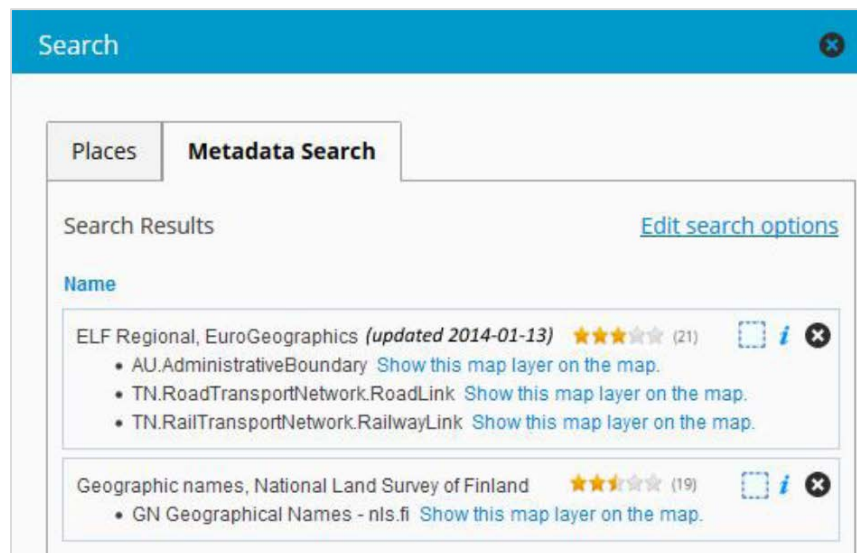 Search
Places Metadata Search
Search Results Edit search options
Name
ELF Regional, EuroGeographics (updated 2014-01-13) (21)
• AU.AdministrativeBoundary Show this map layer on the map.
• TN.RoadTransportNetwork.RoadLink Show this map layer on the map.
• TN.RailTransportNetwork.RailwayLink Show this map layer on the map.
Geographic names, National Land Survey of Finland (19)
• GN Geographical Names - nls.fi Show this map layer on the map.